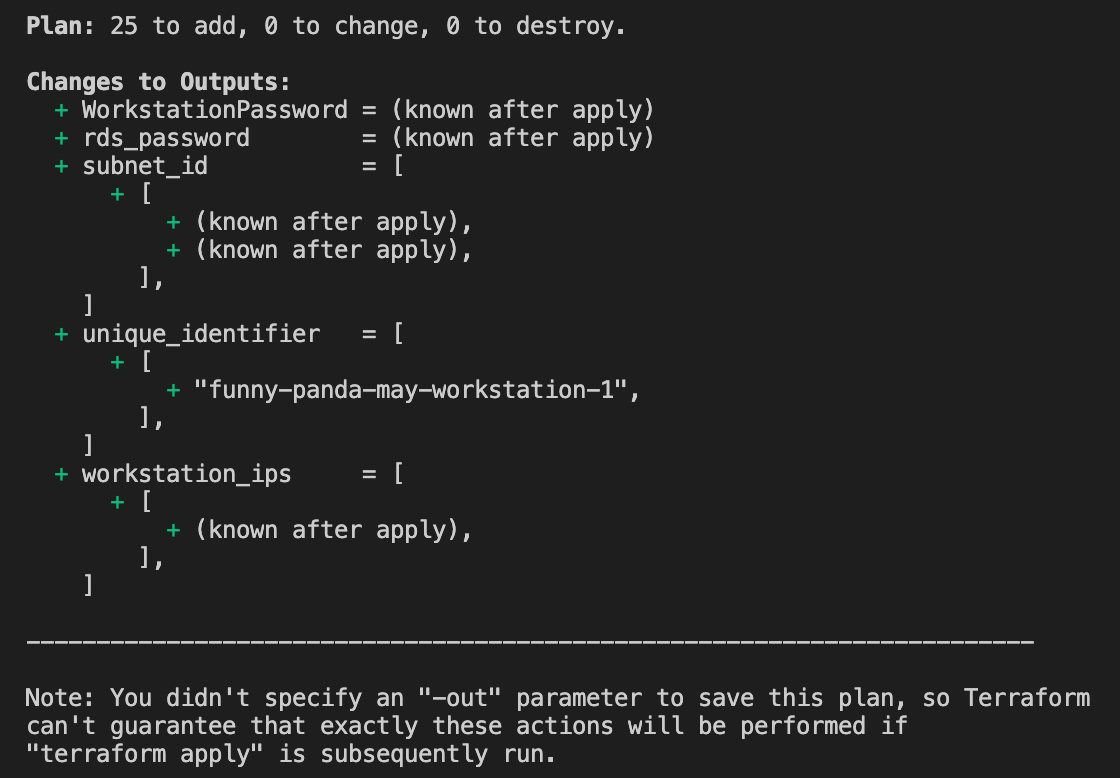 Plan: 25 to add, 0 to change, 0 to destroy.
Changes to Outputs:
  + WorkstationPassword = (known after apply)
  + rds_password        = (known after apply)
  + subnet_id           = [
      + [
          + (known after apply),
          + (known after apply),
        ],
    ]
  + unique_identifier   = [
      + [
          + "funny-panda-may-workstation-1",
        ],
    ]
  + workstation_ips     = [
      + [
          + (known after apply),
        ],
    ]
------------------------------------------------------------------------
Note: You didn't specify an "-out" parameter to save this plan, so Terraform
can't guarantee that exactly these actions will be performed if
"terraform apply" is subsequently run.